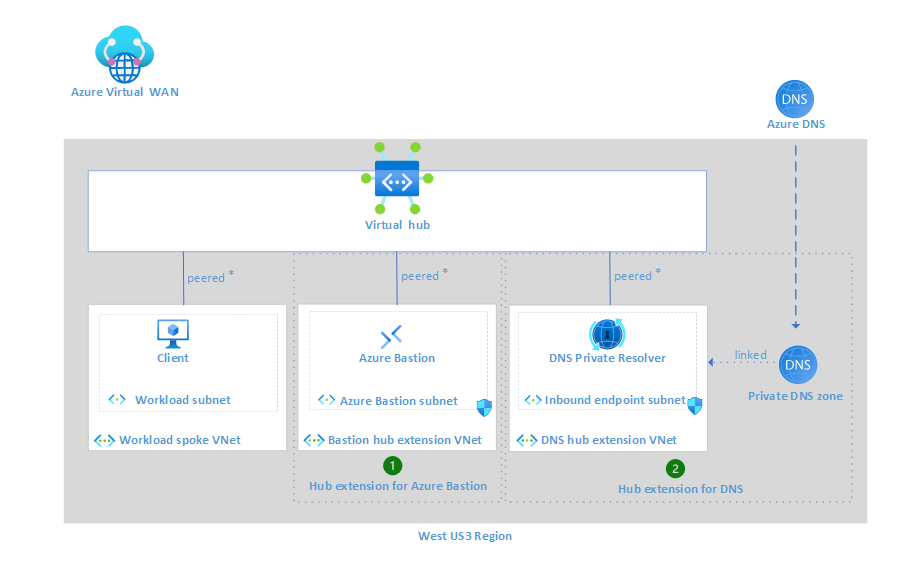 Azure Virtual WAN
DNS
Azure DNS
Virtual hub
peered *
peered *
peered *
Client
Workload subnet
Workload spoke VNet
Azure Bastion
Azure Bastion subnet
Bastion hub extension VNet
1
Hub extension for Azure Bastion
DNS Private Resolver
Inbound endpoint subnet
DNS hub extension VNet
2
Hub extension for DNS
linked
DNS
Private DNS zone
West US3 Region